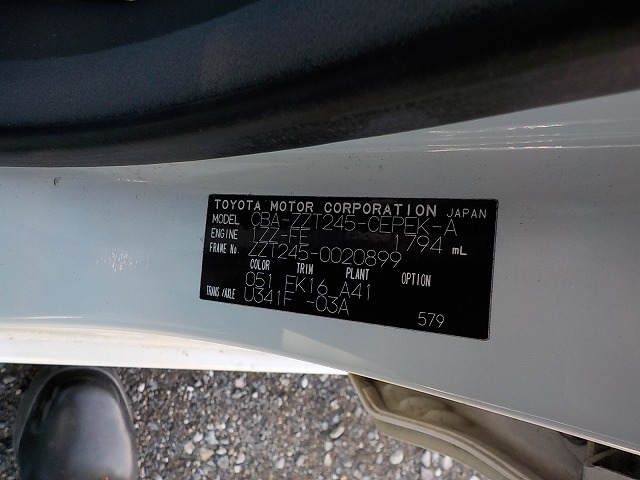 TOYOTA MOTOR CORPORATION JAPAN
MODEL CBA-ZZT245-CEPEK-A
ENGINE 1ZZ-FE 1794 mL
FRAME No. ZZT245-0020899
COLOR TRIM PLANT OPTION
051 FK16 A41
TRANS/AXLE U341F -03A
579